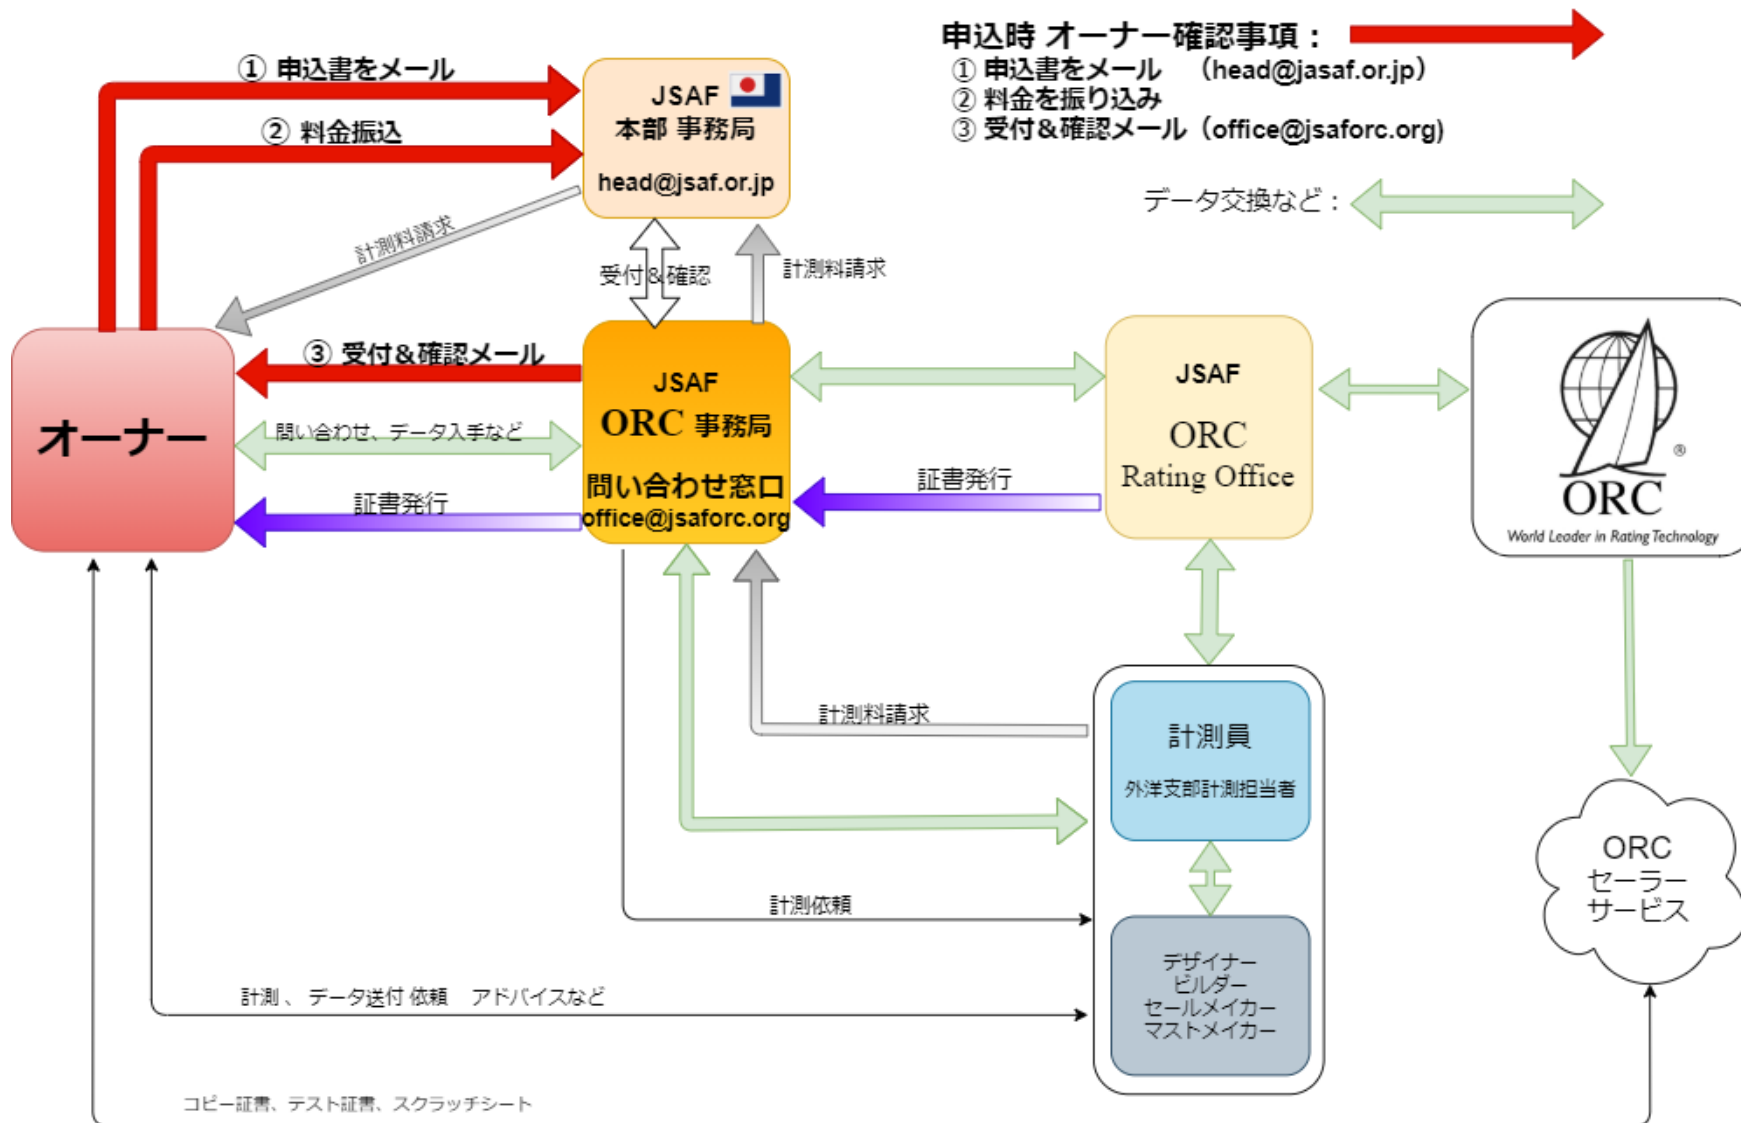 申込時 オーナー確認事項：
① 申込書をメール （head@jasaf.or.jp）
② 料金を振り込み
③ 受付&確認メール（office@jsaforc.org)
データ交換など：
① 申込書をメール
② 料金振込
JSAF
本部 事務局
head@jsaf.or.jp
計測料請求
受付&確認
計測料請求
③ 受付&確認メール
オーナー
問い合わせ、データ入手など
証書発行
JSAF
ORC 事務局
問い合わせ窓口
office@jsaforc.org
証書発行
JSAF
ORC
Rating Office
®
ORC
World Leader in Rating Technology
計測料請求
計測員
外洋支部計測担当者
計測依頼
デザイナー
ビルダー
セールメイカー
マストメイカー
計測 、 データ送付 依頼 アドバイスなど
ORC
セーラー
サービス
コピー証書、テスト証書、スクラッチシート